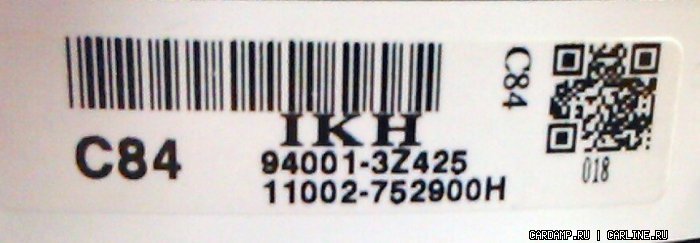 IKH
C84
94001-3Z425
11002-752900H
C84
018
CARDAMP.RU | CARLINE.RU